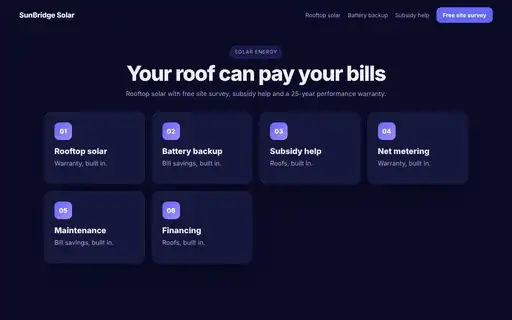 SunBridge Solar
Rooftop solar Battery backup Subsidy help Free site survey
SOLAR ENERGY
Your roof can pay your bills
Rooftop solar with free site survey, subsidy help and a 25-year performance warranty.
01
Rooftop solar
Warranty, built in.
02
Battery backup
Bill savings, built in.
03
Subsidy help
Roofs, built in.
04
Net metering
Warranty, built in.
05
Maintenance
Bill savings, built in.
06
Financing
Roofs, built in.